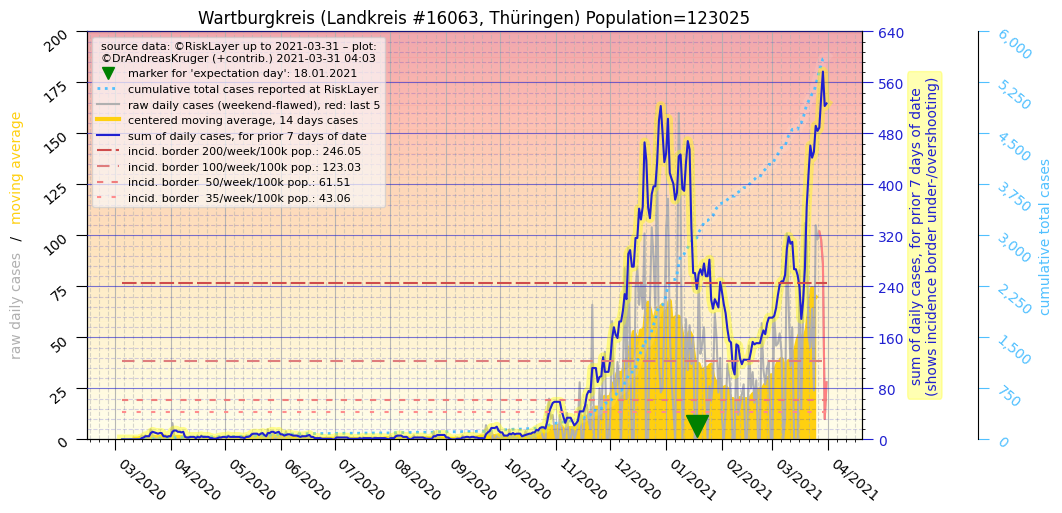 Wartburgkreis (Landkreis #16063, Thüringen) Population=123025
source data: ©RiskLayer up to 2021-03-31 – plot:
©DrAndreasKruger (+contrib.) 2021-03-31 04:03
marker for 'expectation day': 18.01.2021
cumulative total cases reported at RiskLayer
raw daily cases (weekend-flawed), red: last 5
centered moving average, 14 days cases
sum of daily cases, for prior 7 days of date
incid. border 200/week/100k pop.: 246.05
incid. border 100/week/100k pop.: 123.03
incid. border  50/week/100k pop.: 61.51
incid. border  35/week/100k pop.: 43.06
raw daily cases / moving average
200
175
150
125
100
75
50
25
0
03/2020
04/2020
05/2020
06/2020
07/2020
08/2020
09/2020
10/2020
11/2020
12/2020
01/2021
02/2021
03/2021
04/2021
640
560
480
400
320
240
160
80
0
sum of daily cases, for prior 7 days of date
(shows incidence border under-/overshooting)
6,000
5,250
4,500
3,750
3,000
2,250
1,500
750
0
cumulative total cases